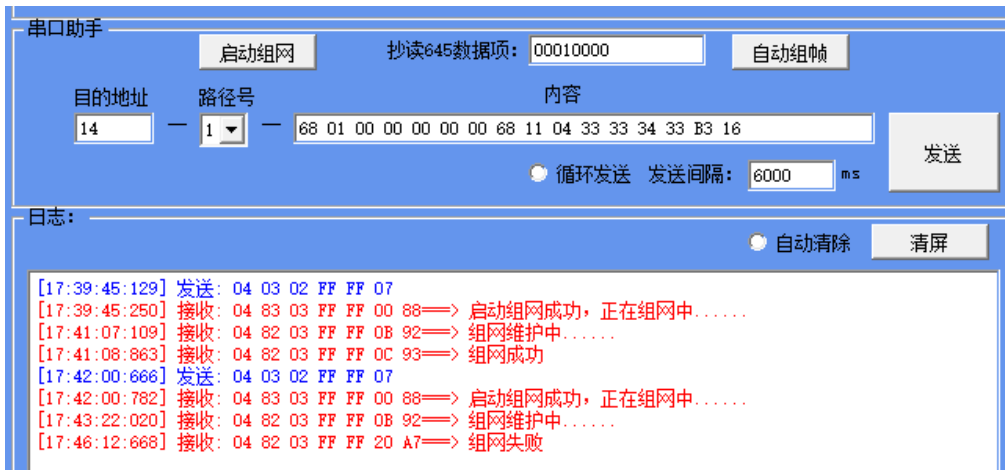 串口助手
启动组网 抄读645数据项： 00010000 自动组帧
目的地址 路径号 内容
14 — 1 — 68 01 00 00 00 00 00 68 11 04 33 33 34 33 B3 16
发送
循环发送 发送间隔： 6000 ms
日志：
自动清除 清屏
[17:39:45:129] 发送: 04 03 02 FF FF 07
[17:39:45:250] 接收: 04 83 03 FF FF 00 88══> 启动组网成功，正在组网中......
[17:41:07:109] 接收: 04 82 03 FF FF 0B 92══> 组网维护中......
[17:41:08:863] 接收: 04 82 03 FF FF 0C 93══> 组网成功
[17:42:00:666] 发送: 04 03 02 FF FF 07
[17:42:00:782] 接收: 04 83 03 FF FF 00 88══> 启动组网成功，正在组网中......
[17:43:22:020] 接收: 04 82 03 FF FF 0B 92══> 组网维护中......
[17:46:12:668] 接收: 04 82 03 FF FF 20 A7══> 组网失败